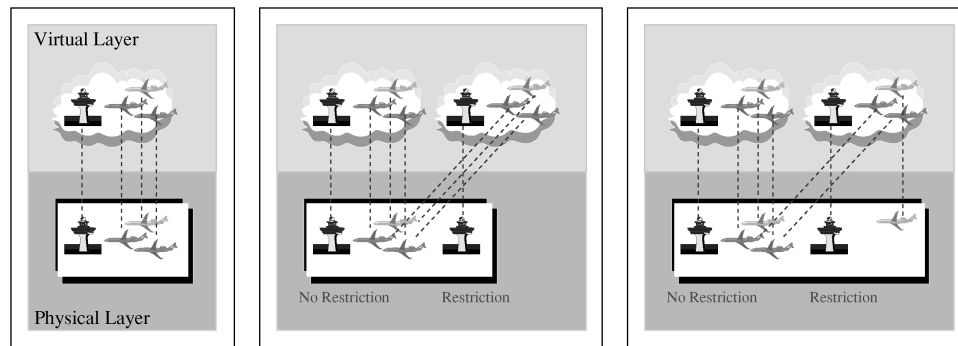 Virtual Layer
Physical Layer
No Restriction
Restriction
No Restriction
Restriction